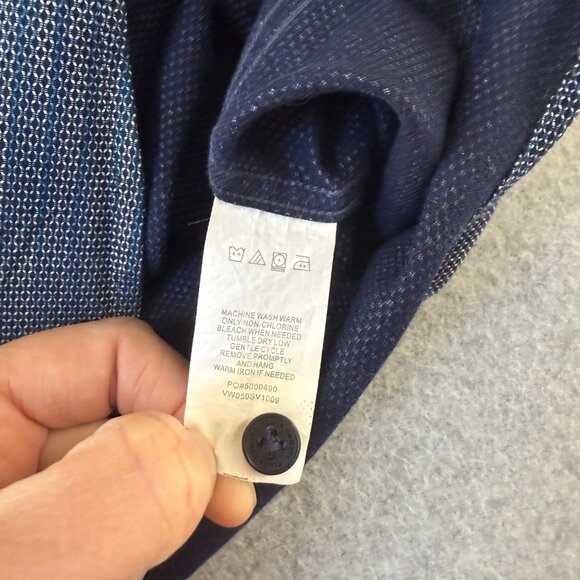 MACHINE WASH WARM
ONLY NON-CHLORINE
BLEACH WHEN NEEDED
TUMBLE DRY LOW
GENTLE CYCLE
REMOVE PROMPTLY
AND HANG
WARM IRON IF NEEDED
PO#5000490
VW050SV1009